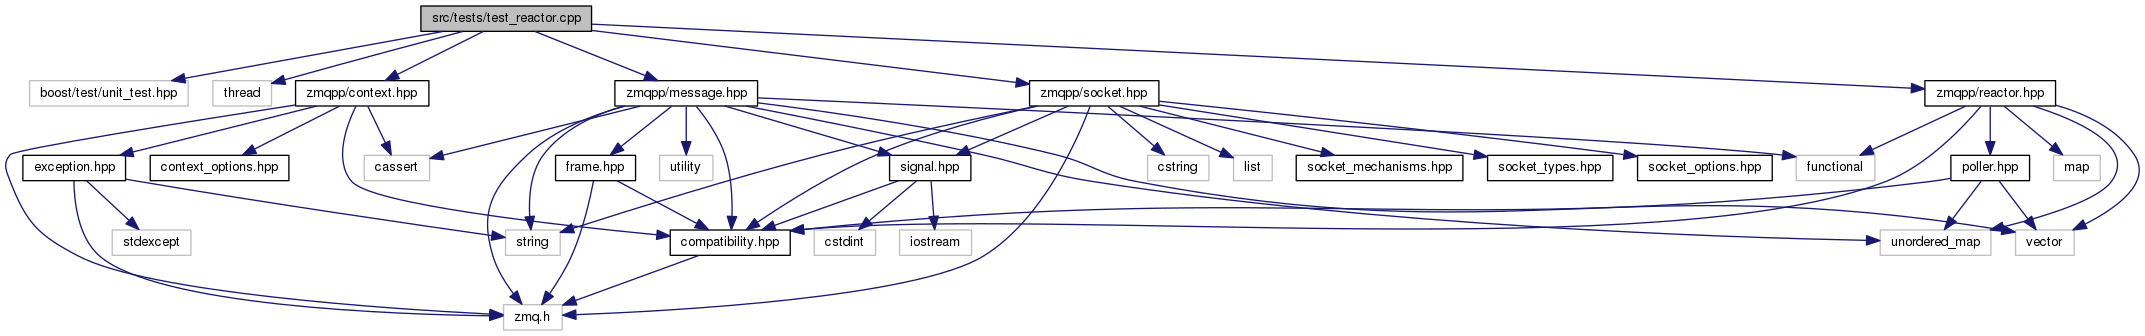 src/tests/test_reactor.cpp
boost/test/unit_test.hpp
thread
zmqpp/context.hpp
zmqpp/message.hpp
zmqpp/socket.hpp
zmqpp/reactor.hpp
exception.hpp
context_options.hpp
cassert
frame.hpp
utility
signal.hpp
cstring
list
socket_mechanisms.hpp
socket_types.hpp
socket_options.hpp
functional
poller.hpp
map
stdexcept
string
compatibility.hpp
cstdint
iostream
unordered_map
vector
zmq.h